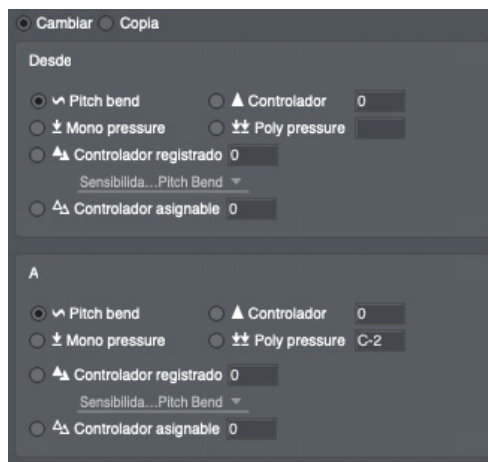 Cambiar Copia
Desde
Pitch bend Controlador 0
Mono pressure Poly pressure
Controlador registrado 0
Sensibilida...Pitch Bend
Controlador asignable 0
A
Pitch bend Controlador 0
Mono pressure Poly pressure C-2
Controlador registrado 0
Sensibilida...Pitch Bend
Controlador asignable 0